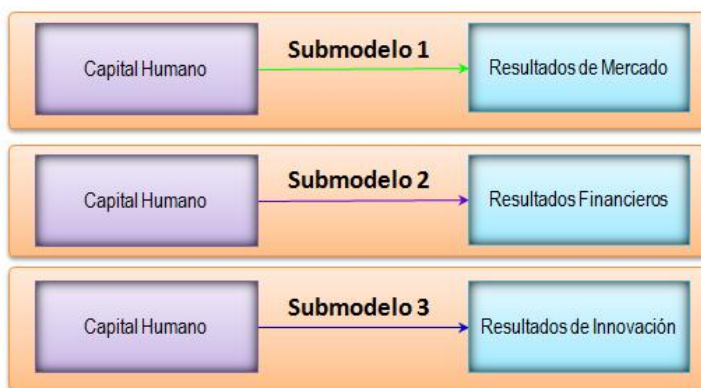 Capital Humano
Submodelo 1
Resultados de Mercado
Capital Humano
Submodelo 2
Resultados Financieros
Capital Humano
Submodelo 3
Resultados de Innovación